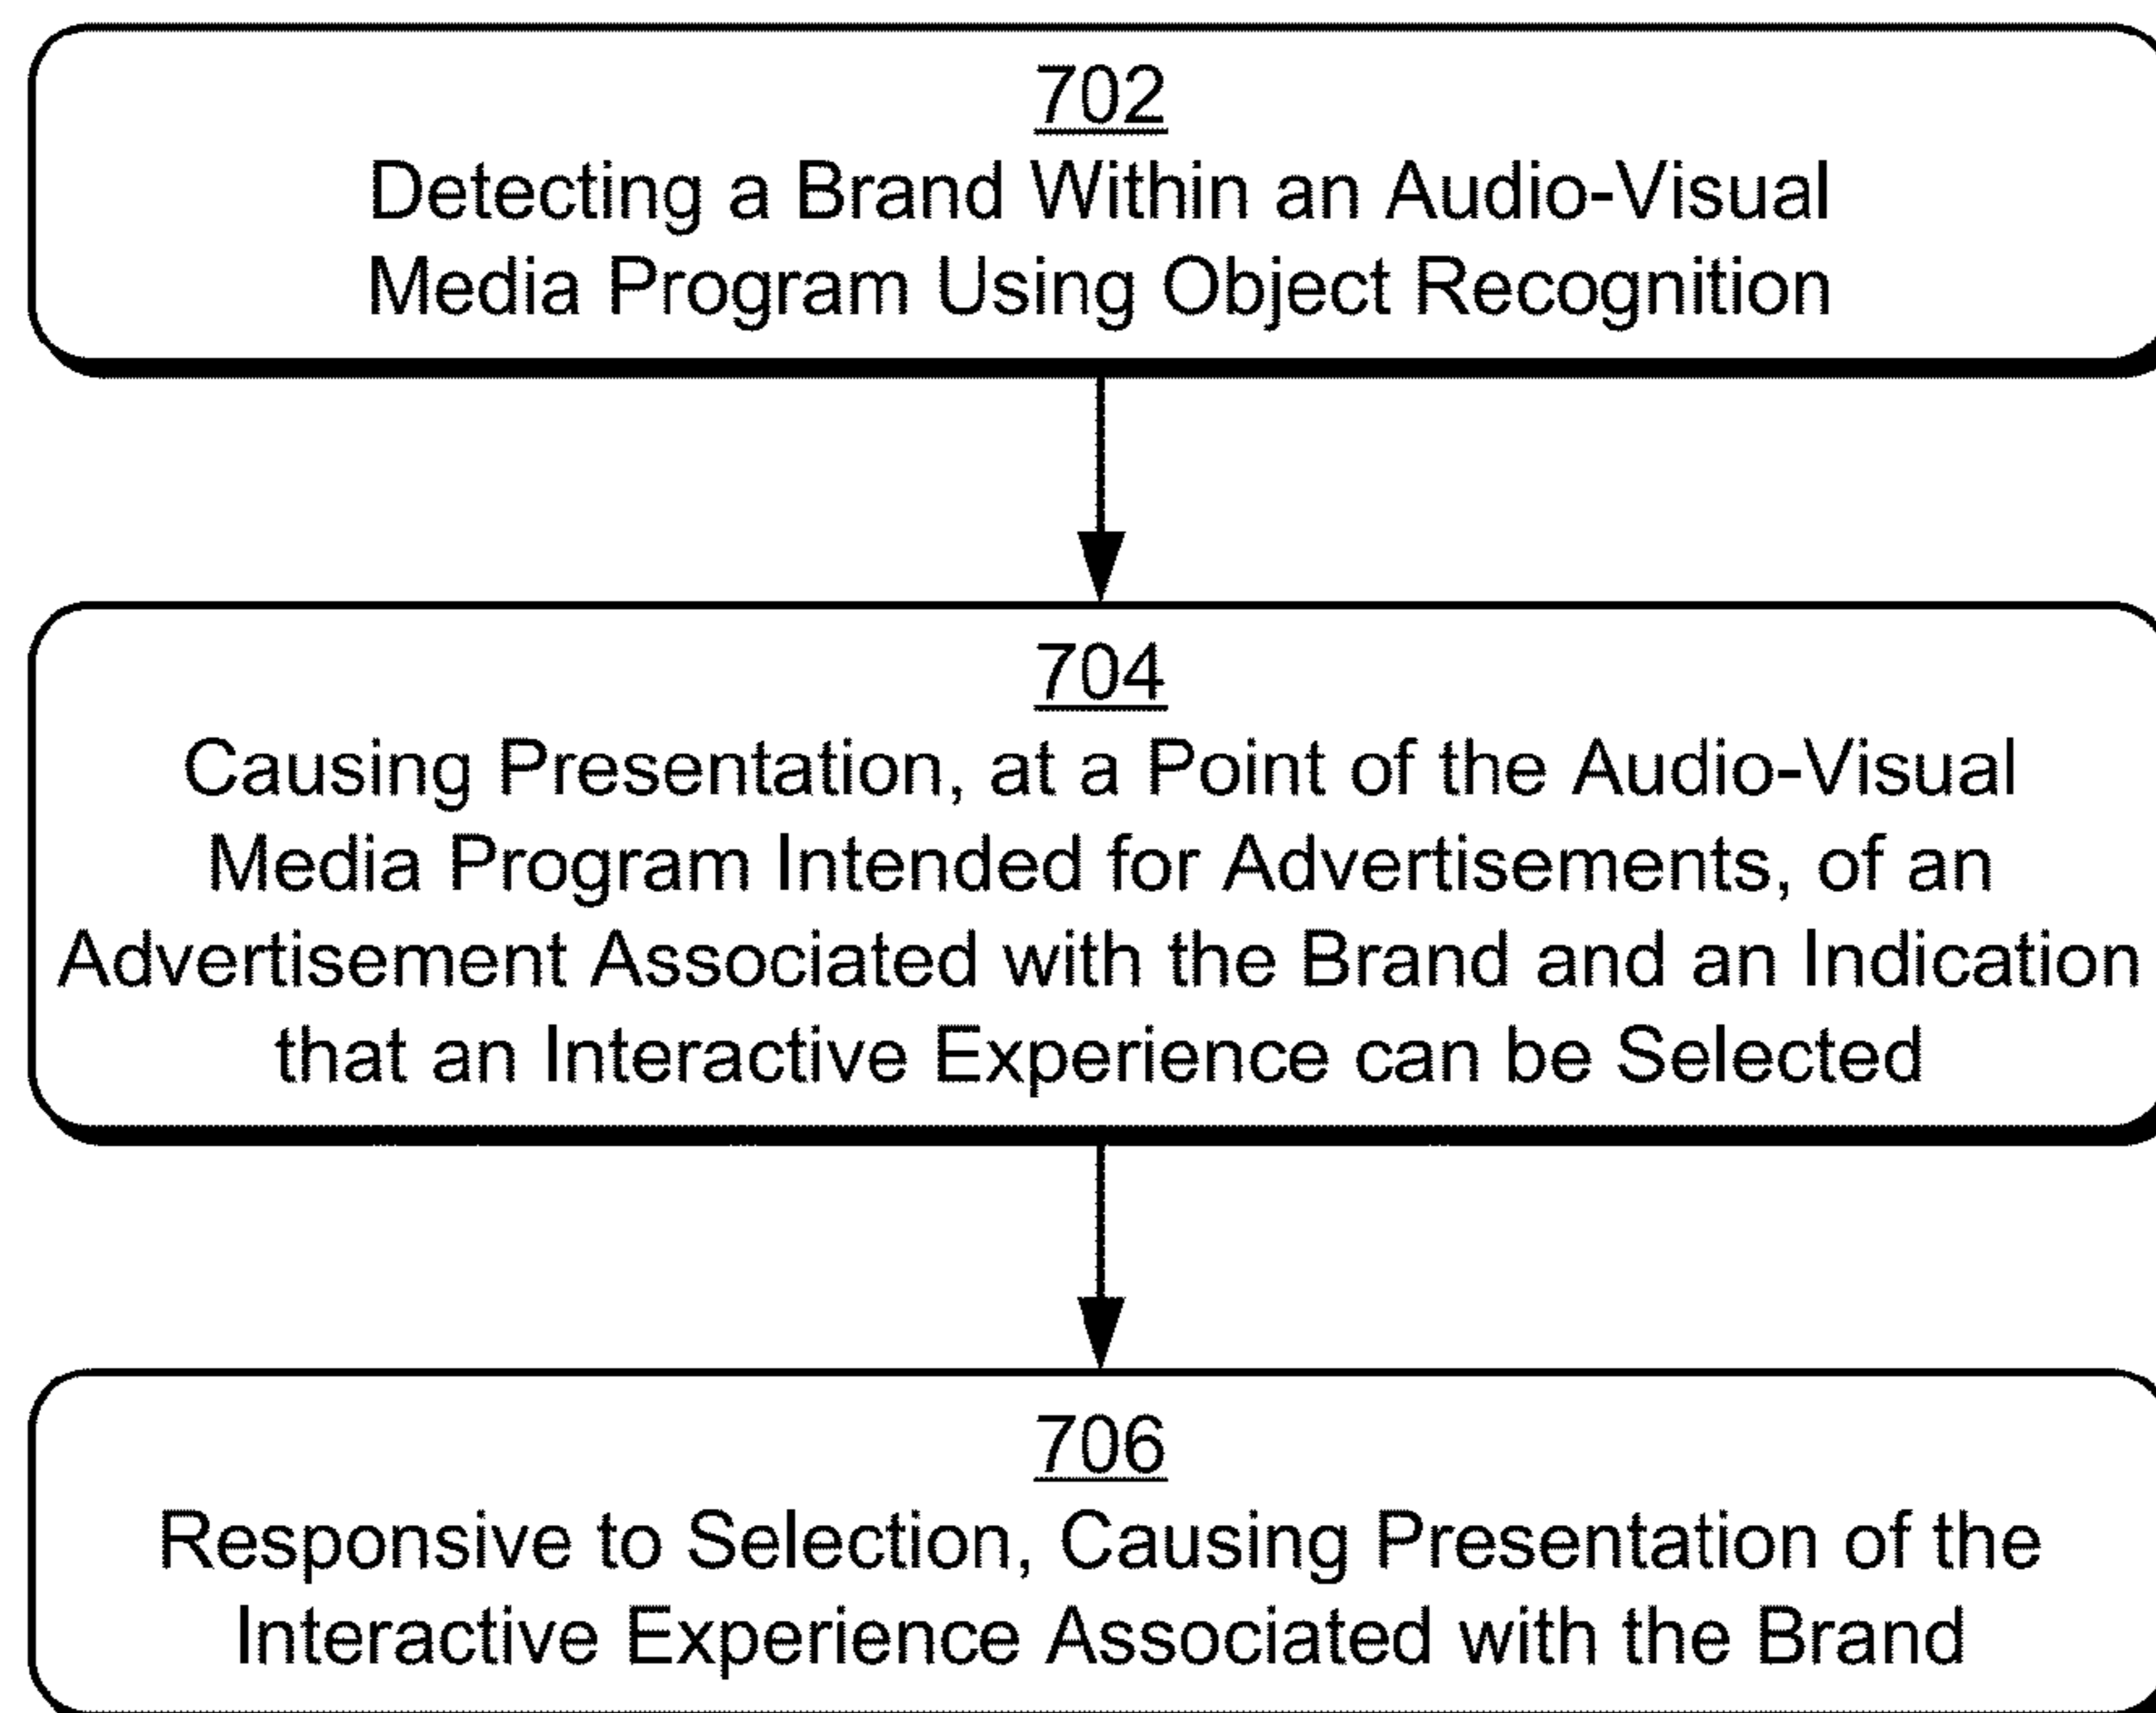 702
Detecting a Brand Within an Audio-Visual
Media Program Using Object Recognition
704
Causing Presentation, at a Point of the Audio-Visual
Media Program Intended for Advertisements, of an
Advertisement Associated with the Brand and an Indication
that an Interactive Experience can be Selected
706
Responsive to Selection, Causing Presentation of the
Interactive Experience Associated with the Brand